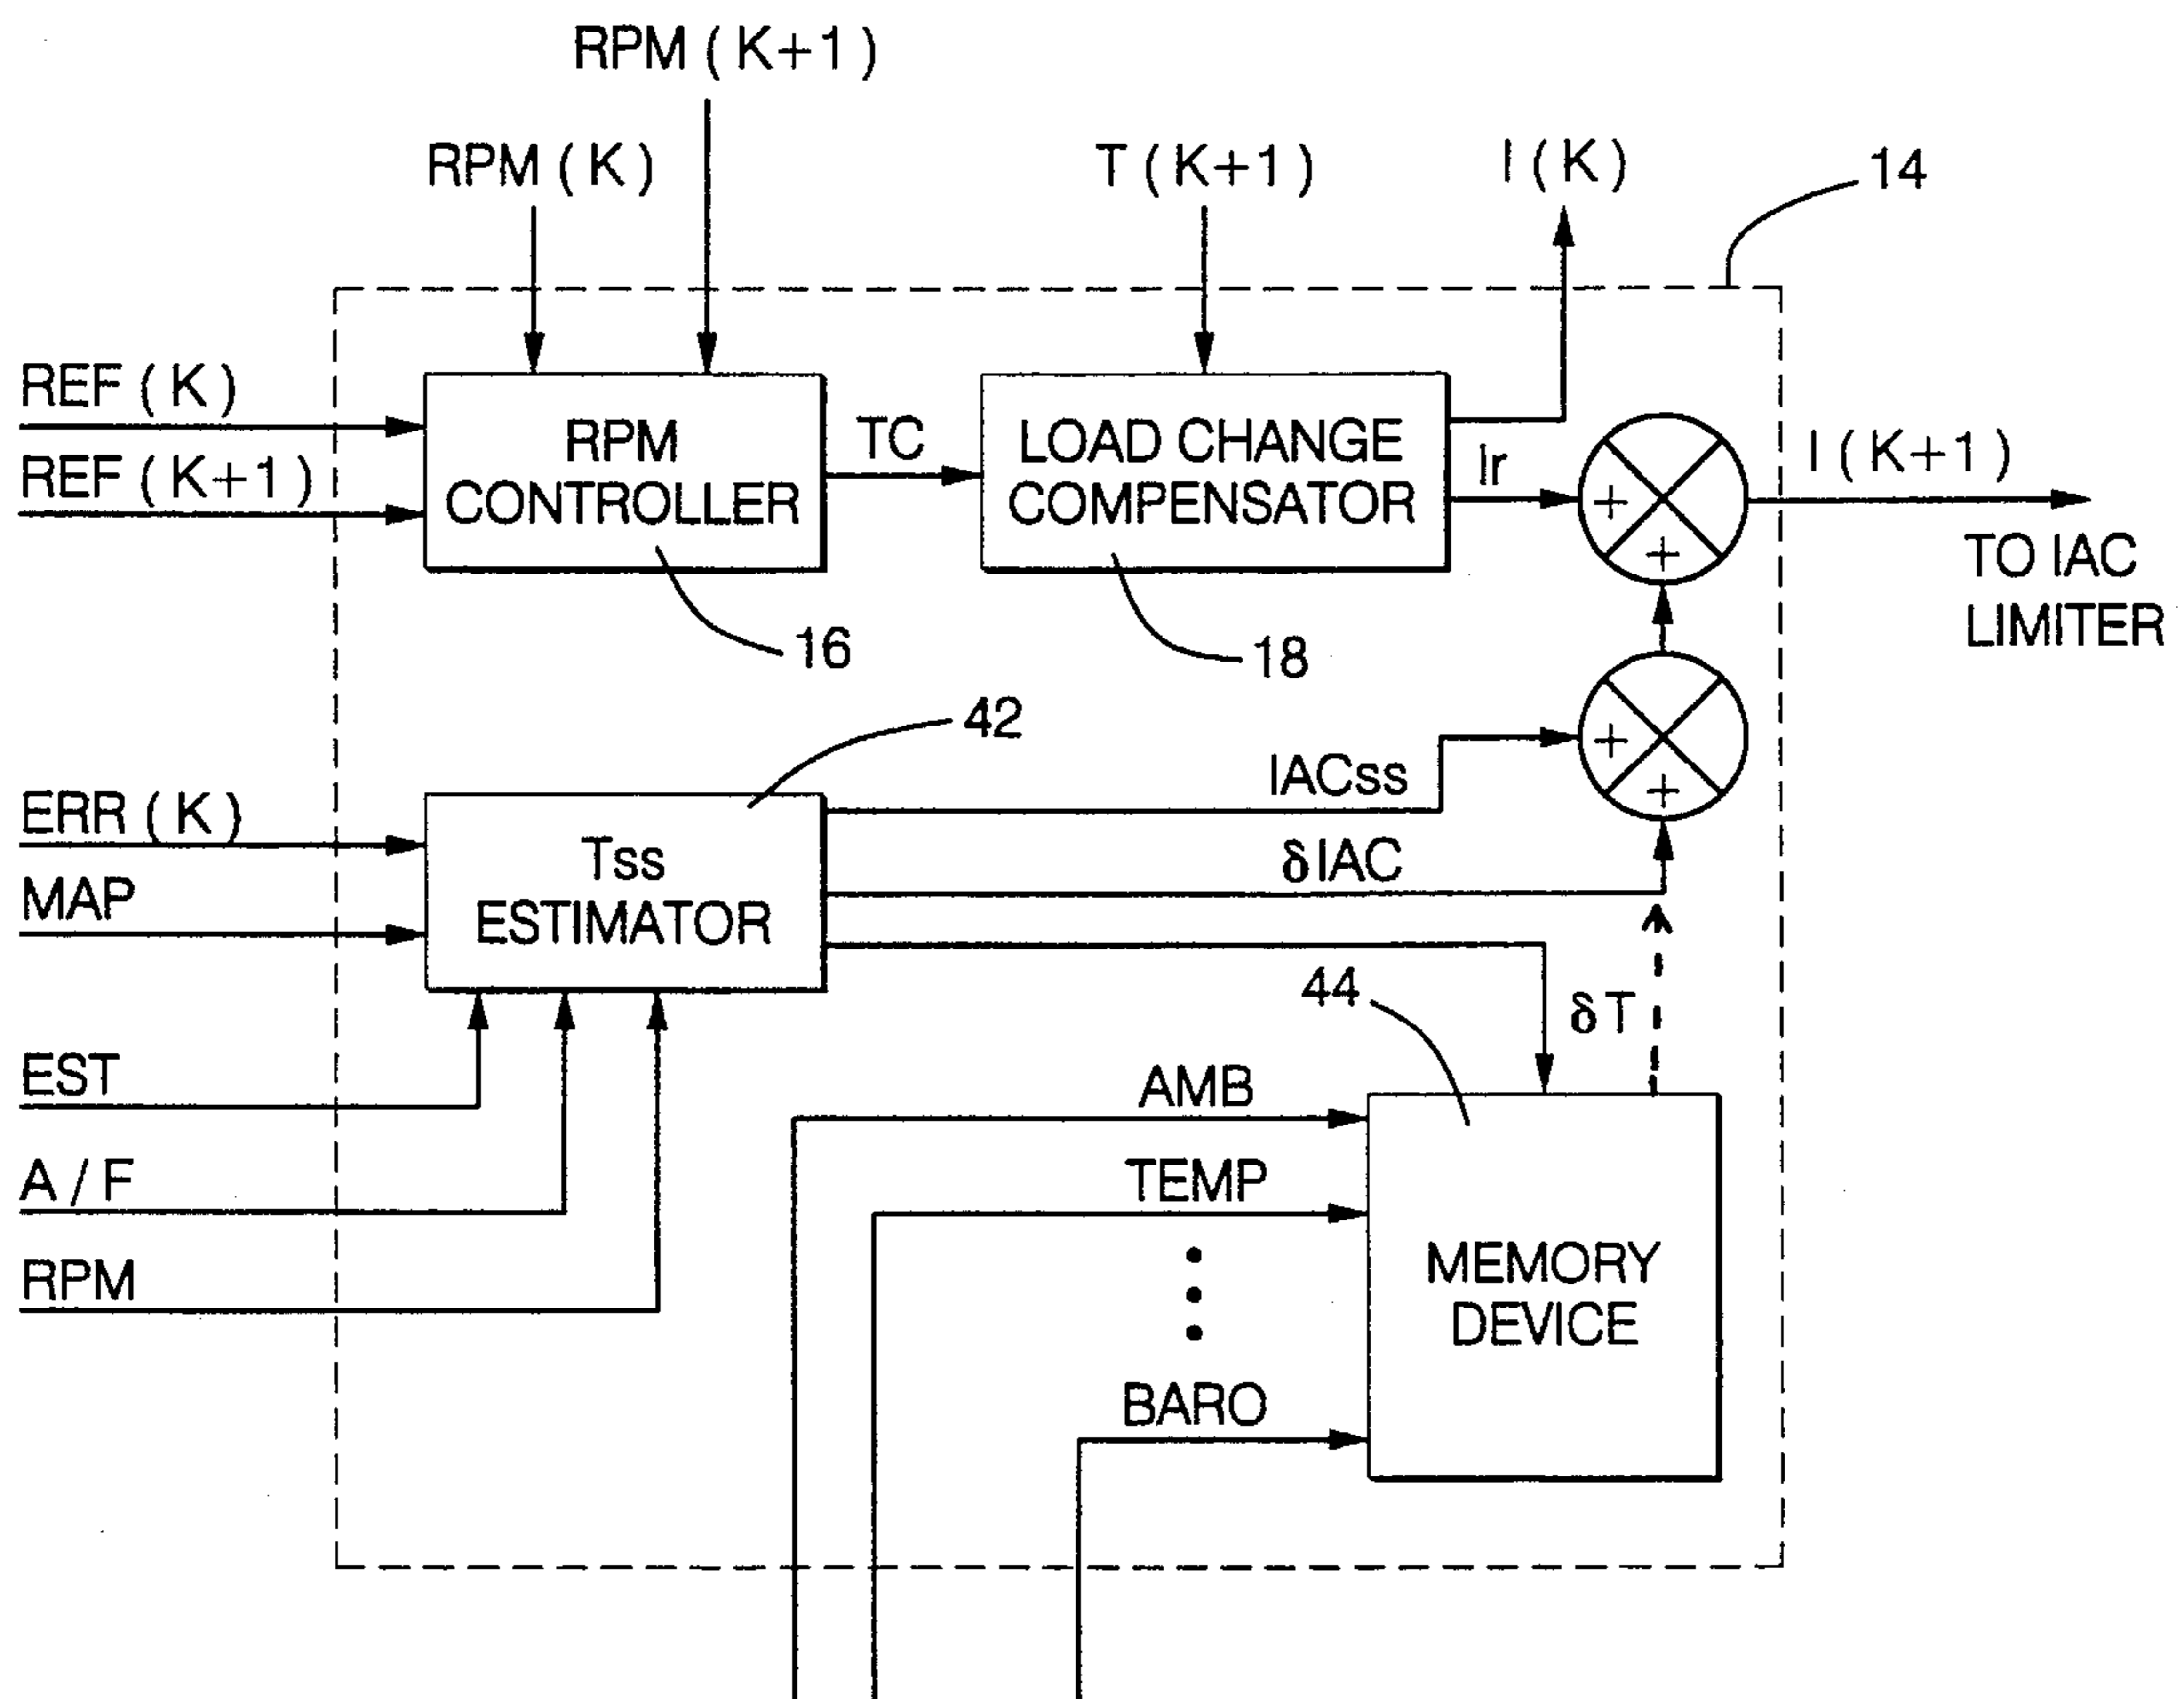 RPM ( K+1 )
RPM ( K )
T ( K+1 )
I ( K )
14
REF ( K )
REF ( K+1 )
RPM
CONTROLLER
TC
LOAD CHANGE
COMPENSATOR
Ir
+
+
I ( K+1 )
TO IAC
LIMITER
16
18
42
ERR ( K )
MAP
Tss
ESTIMATOR
IACss
+
+
δ IAC
44
δ T
EST
A / F
RPM
AMB
TEMP
BARO
MEMORY
DEVICE